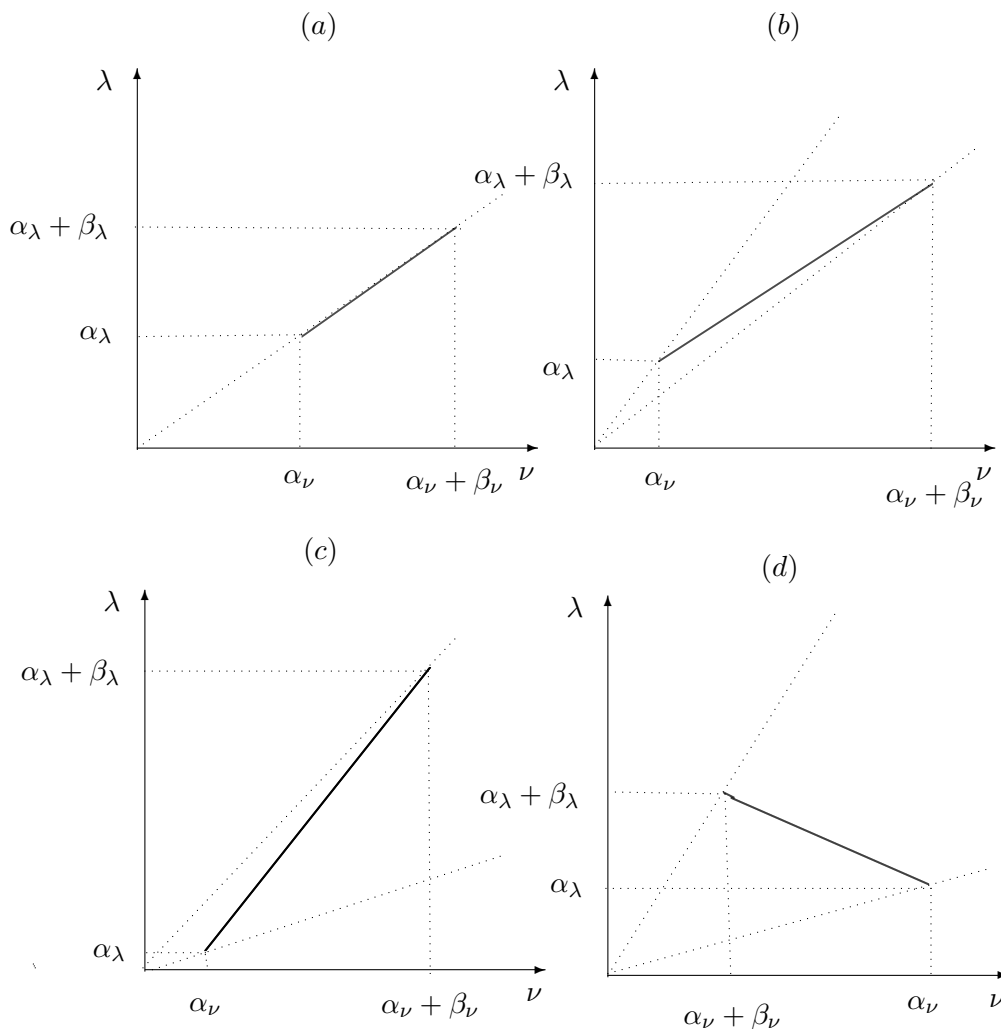 (a)
λ
α_λ + β_λ
α_λ
α_ν
α_ν + β_ν
ν
(b)
λ
α_λ + β_λ
α_λ
α_ν
ν
α_ν + β_ν
(c)
λ
α_λ + β_λ
α_λ
α_ν
α_ν + β_ν
ν
(d)
λ
α_λ + β_λ
α_λ
α_ν + β_ν
α_ν
ν